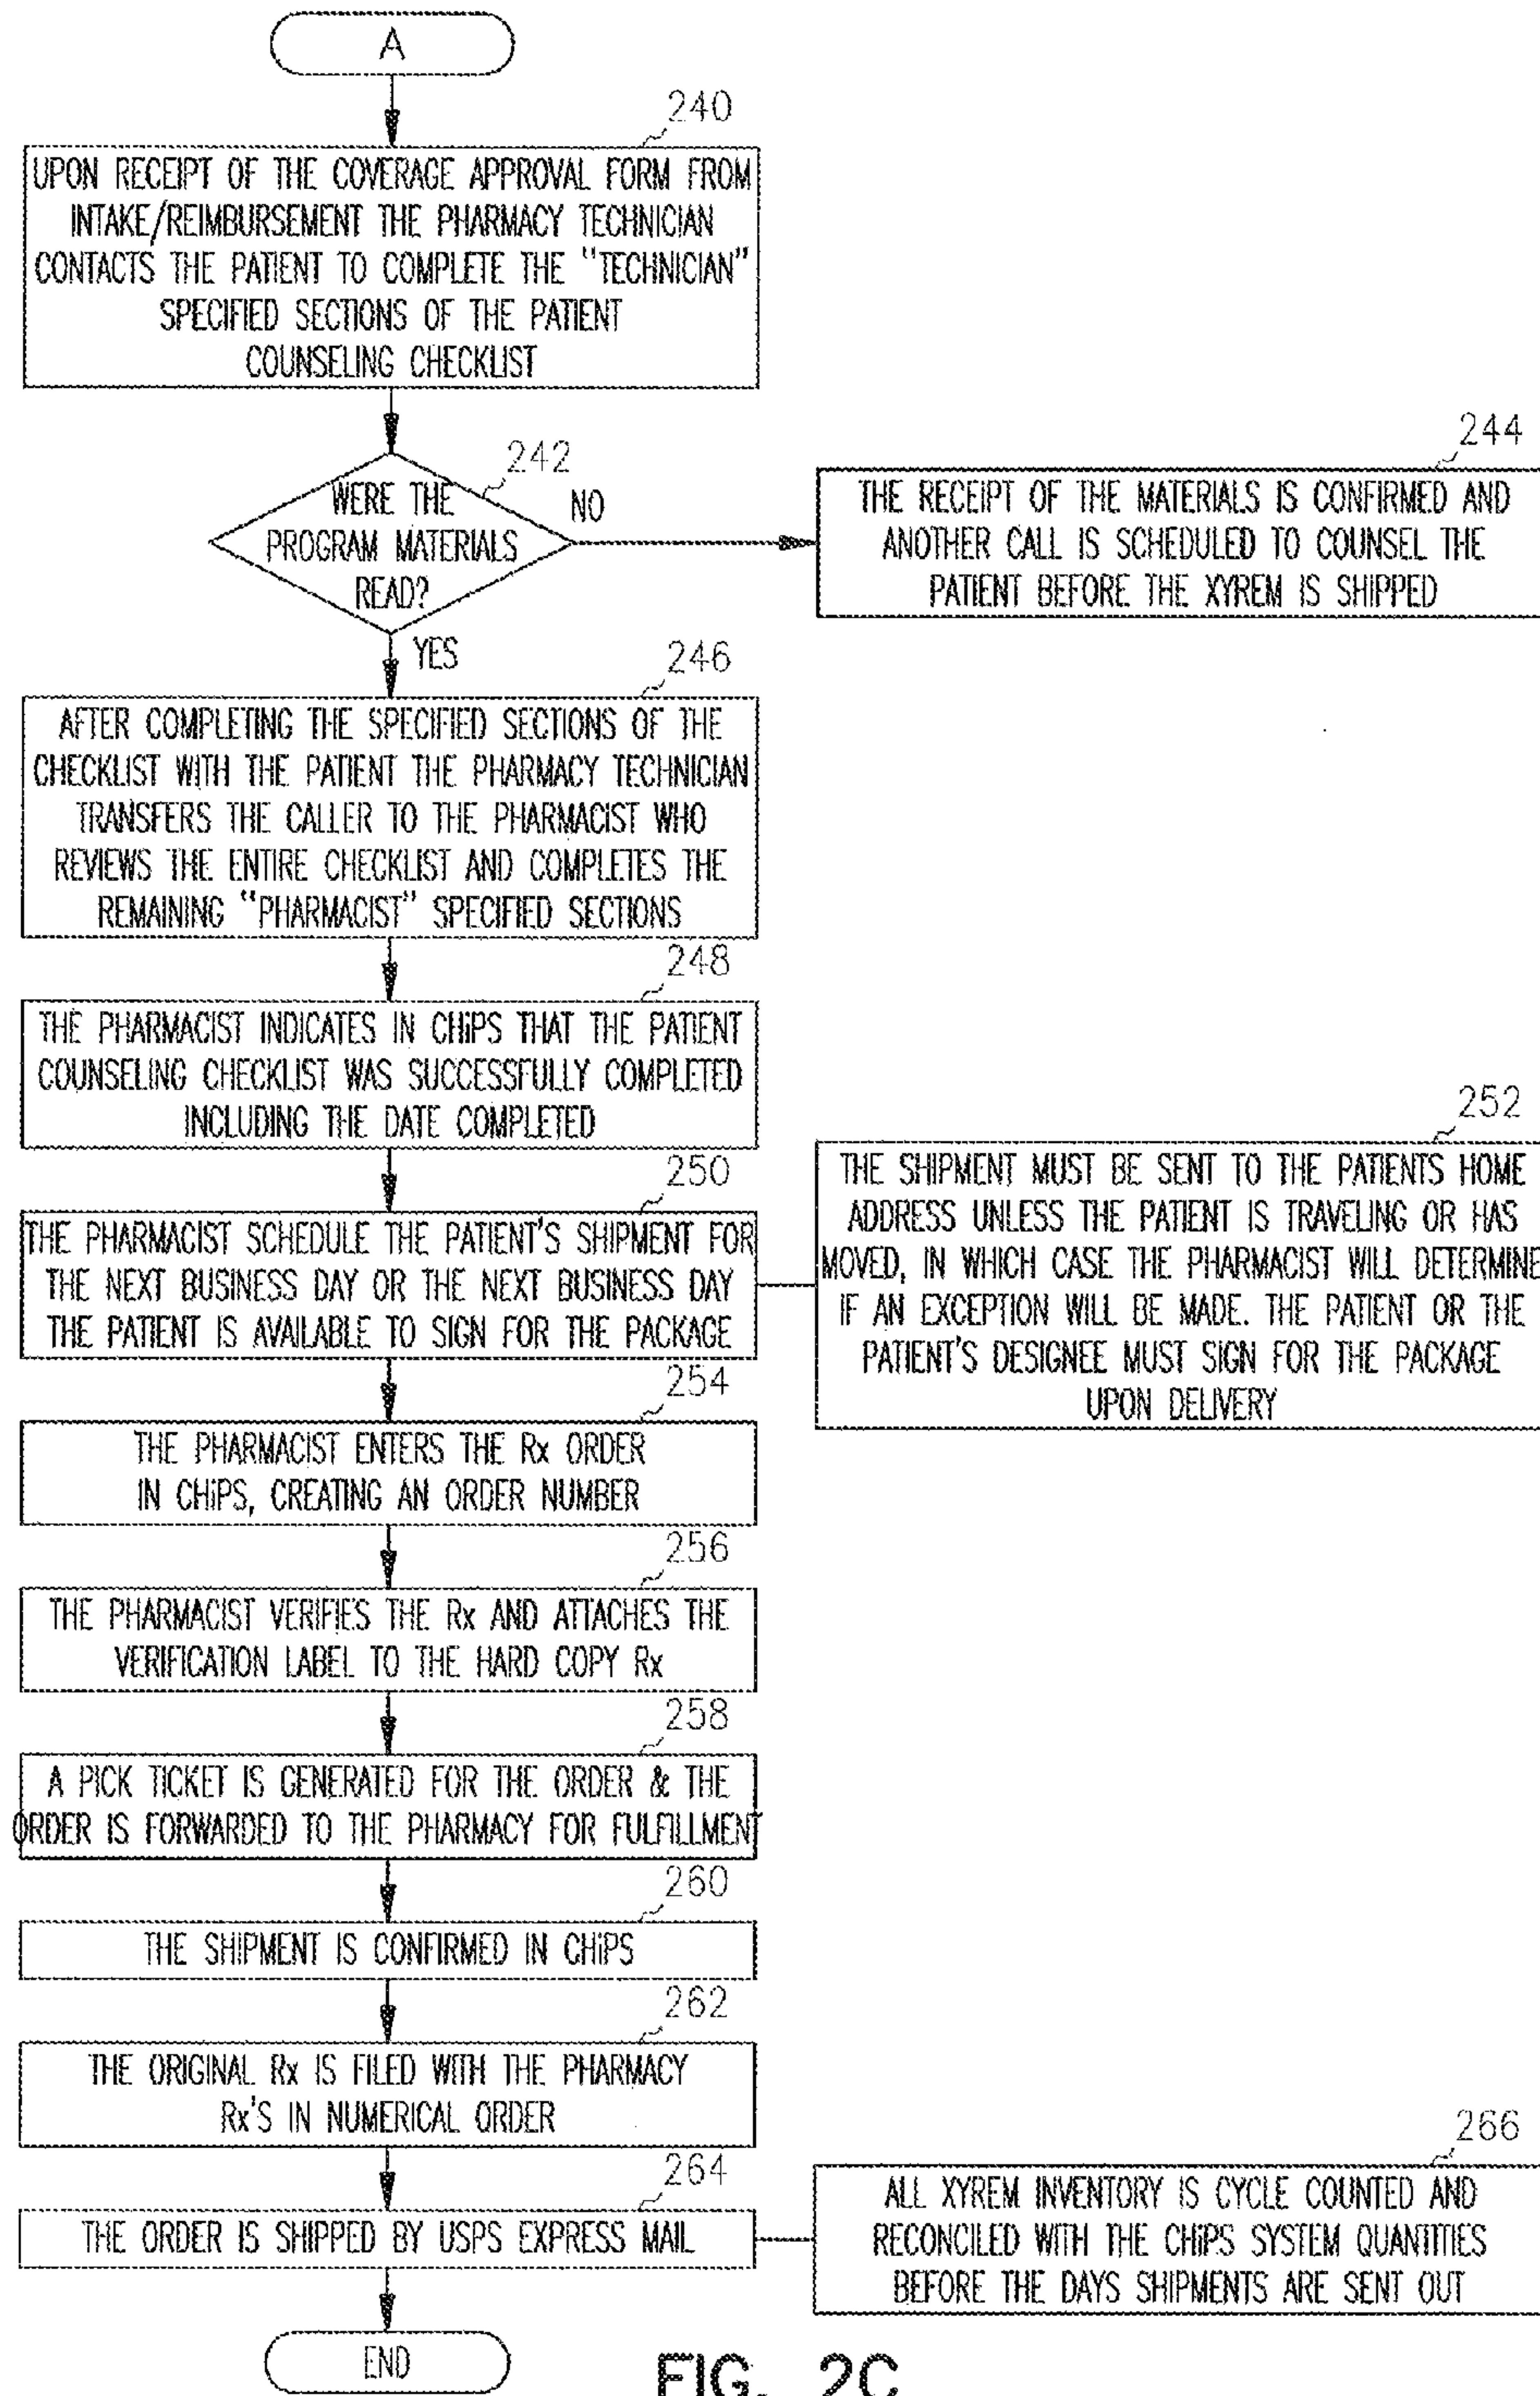 A
240
UPON RECEIPT OF THE COVERAGE APPROVAL FORM FROM
INTAKE/REIMBURSEMENT THE PHARMACY TECHNICIAN
CONTACTS THE PATIENT TO COMPLETE THE "TECHNICIAN"
SPECIFIED SECTIONS OF THE PATIENT
COUNSELING CHECKLIST
242
WERE THE
PROGRAM MATERIALS
READ?
NO
244
THE RECEIPT OF THE MATERIALS IS CONFIRMED AND
ANOTHER CALL IS SCHEDULED TO COUNSEL THE
PATIENT BEFORE THE XYREM IS SHIPPED
YES
246
AFTER COMPLETING THE SPECIFIED SECTIONS OF THE
CHECKLIST WITH THE PATIENT THE PHARMACY TECHNICIAN
TRANSFERS THE CALLER TO THE PHARMACIST WHO
REVIEWS THE ENTIRE CHECKLIST AND COMPLETES THE
REMAINING "PHARMACIST" SPECIFIED SECTIONS
248
THE PHARMACIST INDICATES IN CHiPS THAT THE PATIENT
COUNSELING CHECKLIST WAS SUCCESSFULLY COMPLETED
INCLUDING THE DATE COMPLETED
250
THE PHARMACIST SCHEDULE THE PATIENT'S SHIPMENT FOR
THE NEXT BUSINESS DAY OR THE NEXT BUSINESS DAY
THE PATIENT IS AVAILABLE TO SIGN FOR THE PACKAGE
252
THE SHIPMENT MUST BE SENT TO THE PATIENTS HOME
ADDRESS UNLESS THE PATIENT IS TRAVELING OR HAS
MOVED, IN WHICH CASE THE PHARMACIST WILL DETERMINE
IF AN EXCEPTION WILL BE MADE. THE PATIENT OR THE
PATIENT'S DESIGNEE MUST SIGN FOR THE PACKAGE
UPON DELIVERY
254
THE PHARMACIST ENTERS THE Rx ORDER
IN CHiPS, CREATING AN ORDER NUMBER
256
THE PHARMACIST VERIFIES THE Rx AND ATTACHES THE
VERIFICATION LABEL TO THE HARD COPY Rx
258
A PICK TICKET IS GENERATED FOR THE ORDER & THE
ORDER IS FORWARDED TO THE PHARMACY FOR FULFILLMENT
260
THE SHIPMENT IS CONFIRMED IN CHiPS
262
THE ORIGINAL Rx IS FILED WITH THE PHARMACY
Rx'S IN NUMERICAL ORDER
264
THE ORDER IS SHIPPED BY USPS EXPRESS MAIL
266
ALL XYREM INVENTORY IS CYCLE COUNTED AND
RECONCILED WITH THE CHiPS SYSTEM QUANTITIES
BEFORE THE DAYS SHIPMENTS ARE SENT OUT
END
FIG. 2C